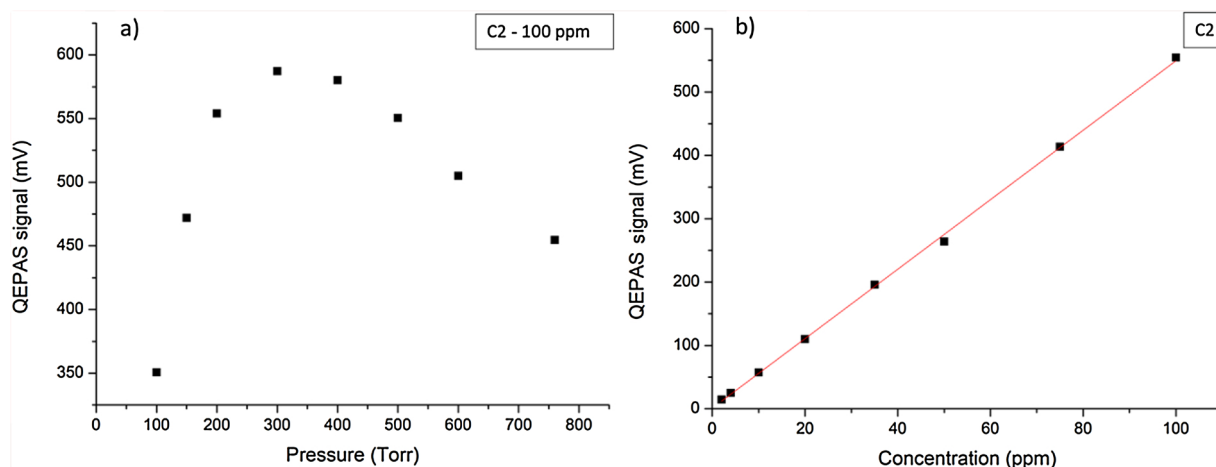 a)
C2 - 100 ppm
600
550
500
450
400
350
0 100 200 300 400 500 600 700 800
QEPAS signal (mV)
Pressure (Torr)
b)
C2
600
500
400
300
200
100
0
0 20 40 60 80 100
QEPAS signal (mV)
Concentration (ppm)